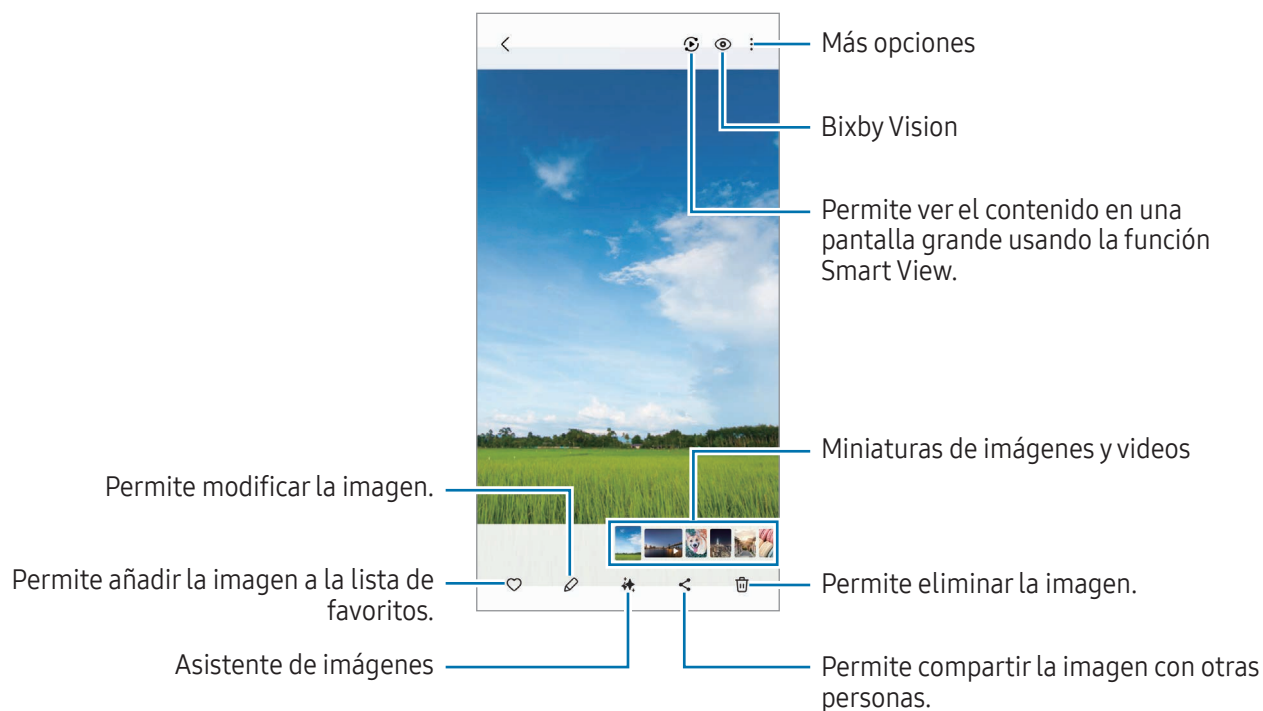 Más opciones
Bixby Vision
Permite ver el contenido en una
pantalla grande usando la función
Smart View.
Miniaturas de imágenes y videos
Permite modificar la imagen.
Permite añadir la imagen a la lista de
favoritos.
Permite eliminar la imagen.
Asistente de imágenes
Permite compartir la imagen con otras
personas.